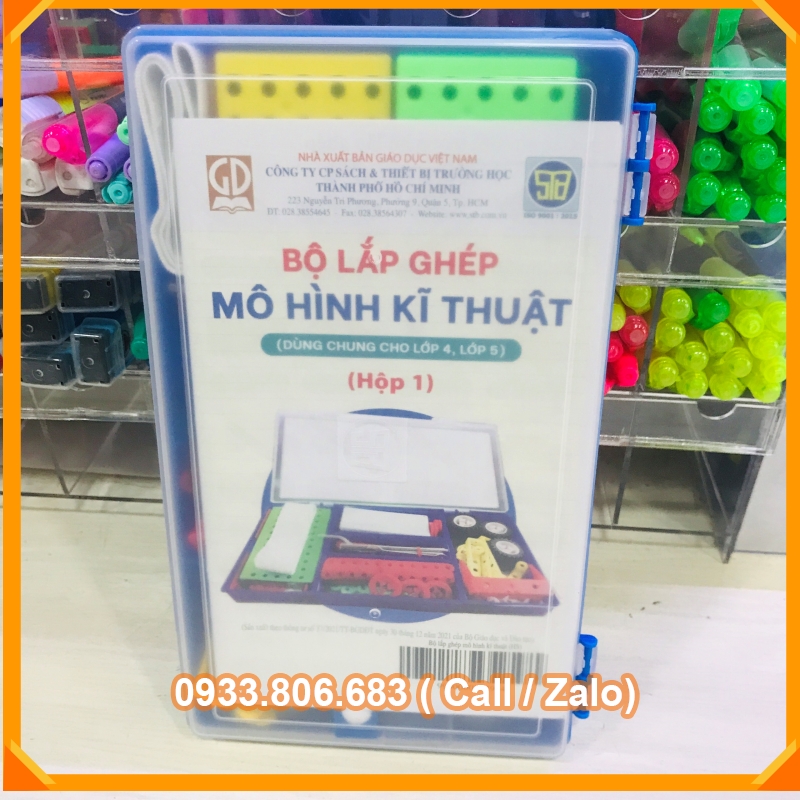 NHÀ XUẤT BẢN GIÁO DỤC VIỆT NAM
CÔNG TY CP SÁCH & THIẾT BỊ TRƯỜNG HỌC
THÀNH PHỐ HỒ CHÍ MINH
223 Nguyễn Tri Phương, Phường 9, Quận 5, Tp. HCM
GD
STB
BỘ LẮP GHÉP
MÔ HÌNH KĨ THUẬT
(DÙNG CHUNG CHO LỚP 4, LỚP 5)
(Hộp 1)
0933.806.683 ( Call / Zalo)